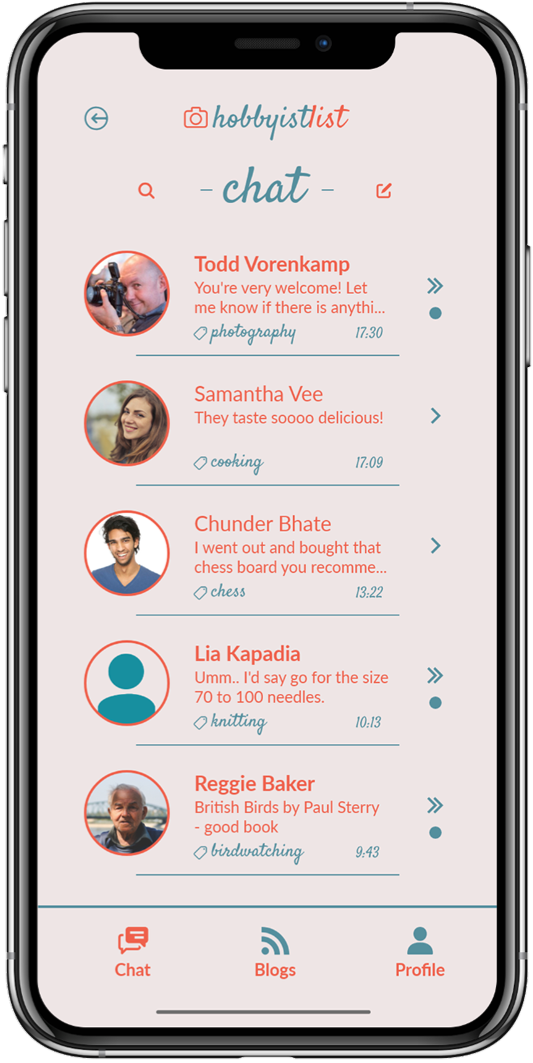 hobbyistlist
- chat -
Todd Vorenkamp
You're very welcome! Let
me know if there is anythi...
photography 17:30
Samantha Vee
They taste soooo delicious!
cooking 17:09
Chunder Bhate
I went out and bought that
chess board you recomme...
chess 13:22
Lia Kapadia
Umm.. I'd say go for the size
70 to 100 needles.
knitting 10:13
Reggie Baker
British Birds by Paul Sterry
- good book
birdwatching 9:43
Chat Blogs Profile